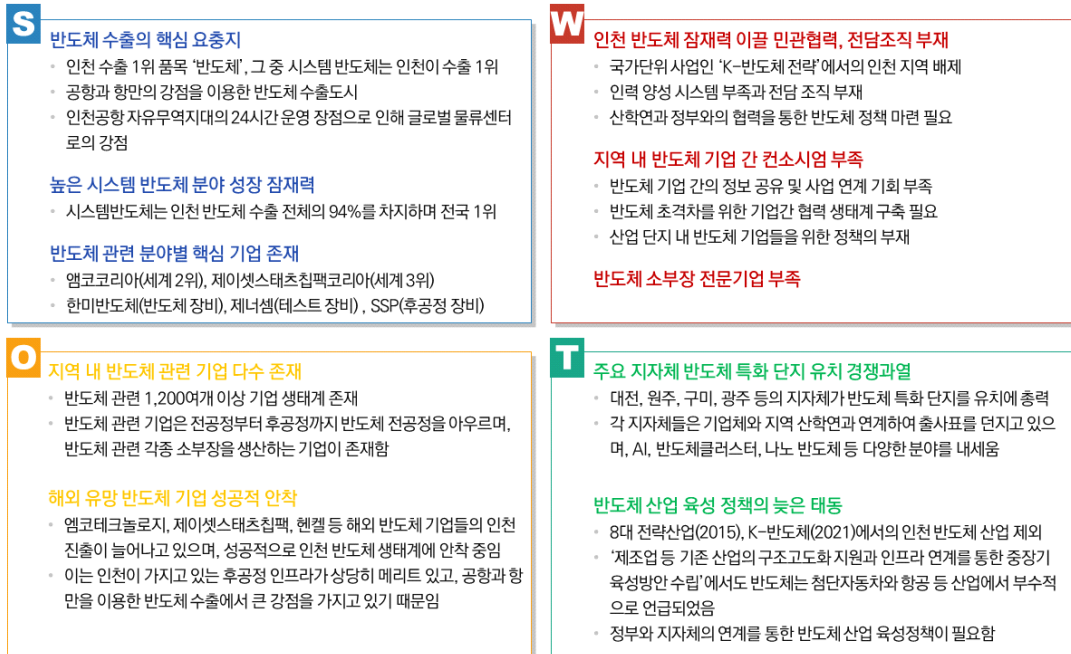 S
반도체 수출의 핵심 요충지
• 인천 수출 1위 품목 ‘반도체’, 그 중 시스템 반도체는 인천이 수출 1위
• 공항과 항만의 강점을 이용한 반도체 수출도시
• 인천공항 자유무역지대의 24시간 운영 장점으로 인해 글로벌 물류센터
로의 강점
높은 시스템 반도체 분야 성장 잠재력
• 시스템반도체는 인천 반도체 수출 전체의 94%를 차지하며 전국 1위
반도체 관련 분야별 핵심 기업 존재
• 앰코코리아(세계 2위), 제이셋스태츠칩팩코리아(세계 3위)
• 한미반도체(반도체 장비), 제너셈(테스트 장비) , SSP(후공정 장비)
W
인천 반도체 잠재력 이끌 민관협력, 전담조직 부재
• 국가단위 사업인 ‘K-반도체 전략’에서의 인천 지역 배제
• 인력 양성 시스템 부족과 전담 조직 부재
• 산학연과 정부와의 협력을 통한 반도체 정책 마련 필요
지역 내 반도체 기업 간 컨소시엄 부족
• 반도체 기업 간의 정보 공유 및 사업 연계 기회 부족
• 반도체 초격차를 위한 기업간 협력 생태계 구축 필요
• 산업 단지 내 반도체 기업들을 위한 정책의 부재
반도체 소부장 전문기업 부족
O
지역 내 반도체 관련 기업 다수 존재
• 반도체 관련 1,200여개 이상 기업 생태계 존재
• 반도체 관련 기업은 전공정부터 후공정까지 반도체 전공정을 아우르며,
반도체 관련 각종 소부장을 생산하는 기업이 존재함
해외 유망 반도체 기업 성공적 안착
• 엠코테크놀로지, 제이셋스태츠칩팩, 헨켈 등 해외 반도체 기업들의 인천
진출이 늘어나고 있으며, 성공적으로 인천 반도체 생태계에 안착 중임
• 이는 인천이 가지고 있는 후공정 인프라가 상당히 메리트 있고, 공항과 항
만을 이용한 반도체 수출에서 큰 강점을 가지고 있기 때문임
T
주요 지자체 반도체 특화 단지 유치 경쟁과열
• 대전, 원주, 구미, 광주 등의 지자체가 반도체 특화 단지를 유치에 총력
• 각 지자체들은 기업체와 지역 산학연과 연계하여 출사표를 던지고 있으
며, AI, 반도체클러스터, 나노 반도체 등 다양한 분야를 내세움
반도체 산업 육성 정책의 늦은 태동
• 8대 전략산업(2015), K-반도체(2021)에서의 인천 반도체 산업 제외
• ‘제조업 등 기존 산업의 구조고도화 지원과 인프라 연계를 통한 중장기
육성방안 수립’에서도 반도체는 첨단자동차와 항공 등 산업에서 부수적
으로 언급되었음
• 정부와 지자체의 연계를 통한 반도체 산업 육성정책이 필요함